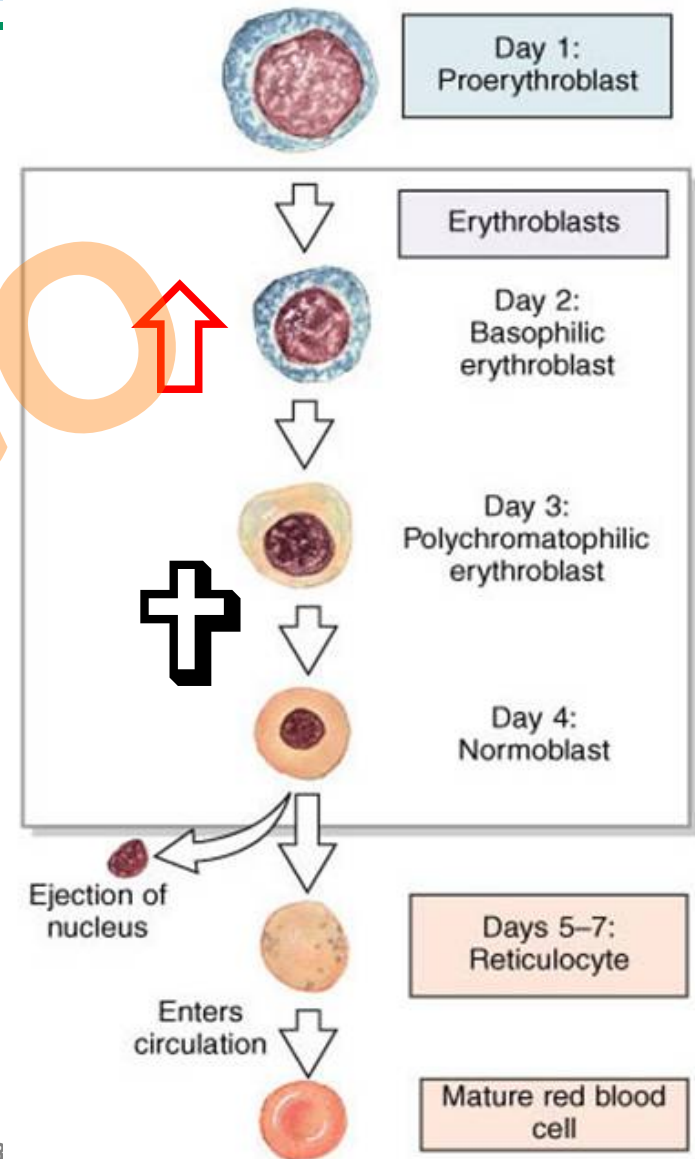 Day 1:
Proerythroblast
Erythroblasts
Day 2:
Basophilic
erythroblast
Day 3:
Polychromatophilic
erythroblast
Day 4:
Normoblast
Ejection of
nucleus
Days 5–7:
Reticulocyte
Enters
circulation
Mature red blood
cell